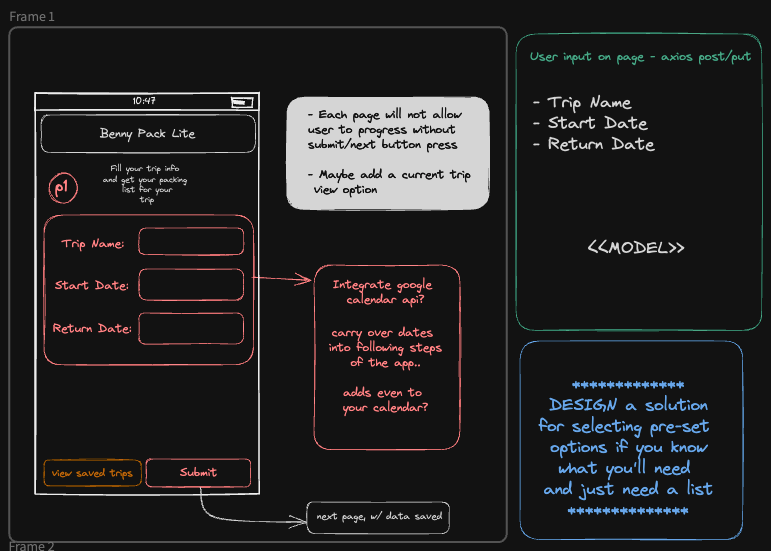 Frame 1
10:47
Benny Pack Lite
p1
Fill your trip info
and get your packing
list for your
trip
Trip Name:
Start Date:
Return Date:
view saved trips
Submit
- Each page will not allow
user to progress without
submit/next button press
- Maybe add a current trip
view option
Integrate google
calendar api?
carry over dates
into following steps
of the app..
adds even to
your calendar?
next page, w/ data saved
User input on page - axios post/put
- Trip Name
- Start Date
- Return Date
<<MODEL>>
************
DESIGN a solution
for selecting pre-set
options if you know
what you'll need
and just need a list
*************
Frame 2